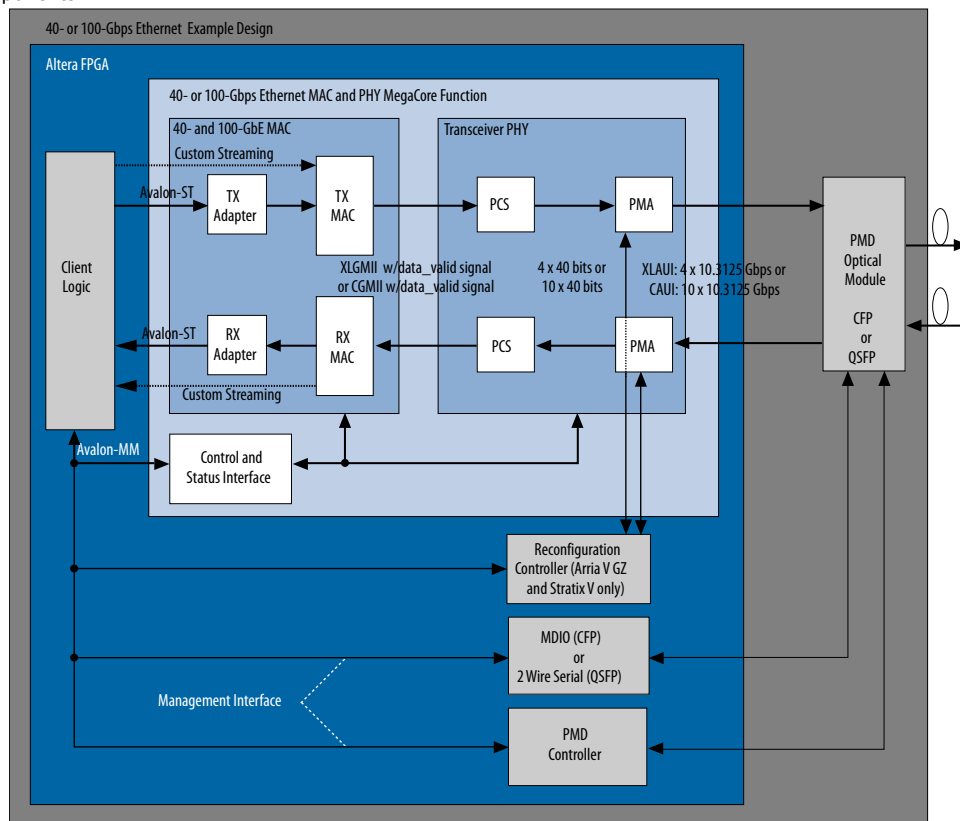 40- or 100-Gbps Ethernet Example Design
Altera FPGA
40- or 100-Gbps Ethernet MAC and PHY MegaCore Function
40- and 100-GbE MAC
Transceiver PHY
Custom Streaming
Avalon-ST
TX
Adapter
TX
MAC
PCS
PMA
Client
Logic
PMD
Optical
Module
CFP
or
QSFP
XLGMII w/data_valid signal
or CGMII w/data_valid signal
4 x 40 bits or
10 x 40 bits
XLAUI: 4 x 10.3125 Gbps or
CAUI: 10 x 10.3125 Gbps
Avalon-ST
RX
Adapter
RX
MAC
PCS
PMA
Custom Streaming
Avalon-MM
Control and
Status Interface
Reconfiguration
Controller (Arria V GZ
and Stratix V only)
MDIO (CFP)
or
2 Wire Serial (QSFP)
Management Interface
PMD
Controller